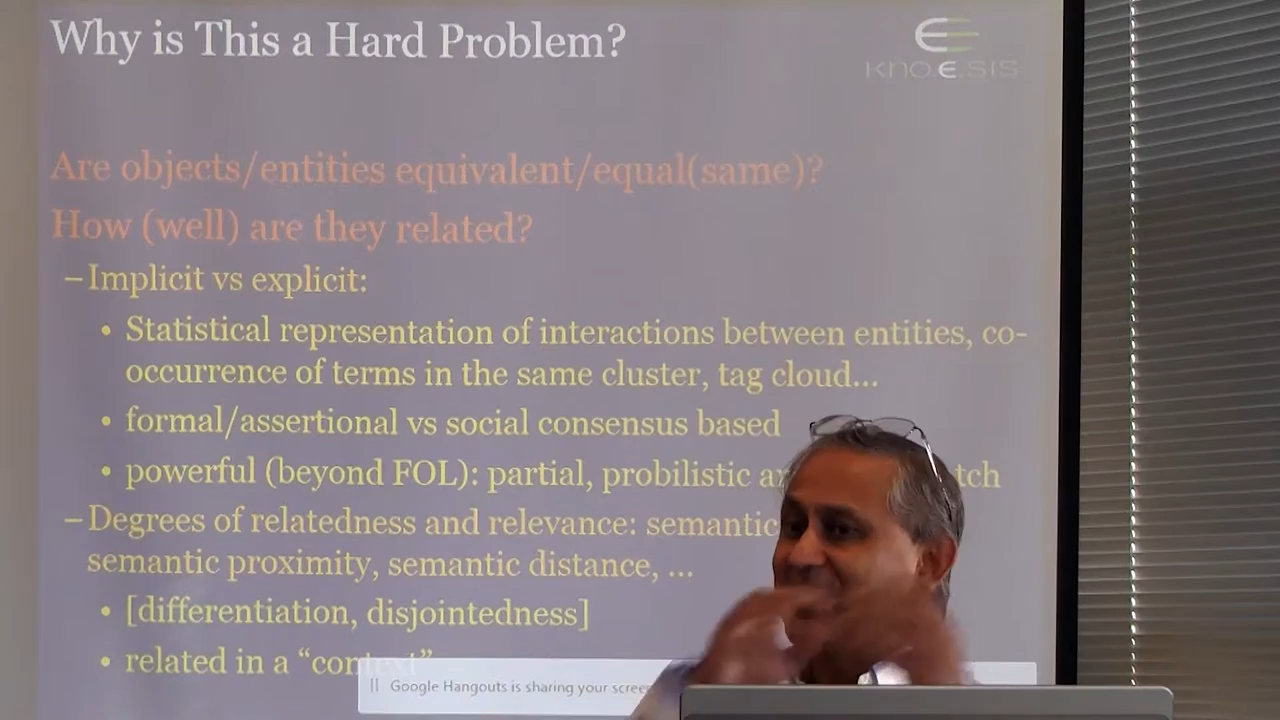 Why is This a Hard Problem?
kno.e.sis
Are objects/entities equivalent/equal(same)?
How (well) are they related?
–Implicit vs explicit:
• Statistical representation of interactions between entities, co-
occurrence of terms in the same cluster, tag cloud...
• formal/assertional vs social consensus based
• powerful (beyond FOL): partial, probilistic
–Degrees of relatedness and relevance: semantic
semantic proximity, semantic distance, ...
• [differentiation, disjointedness]
• related in a “context”
|| Google Hangouts is sharing your